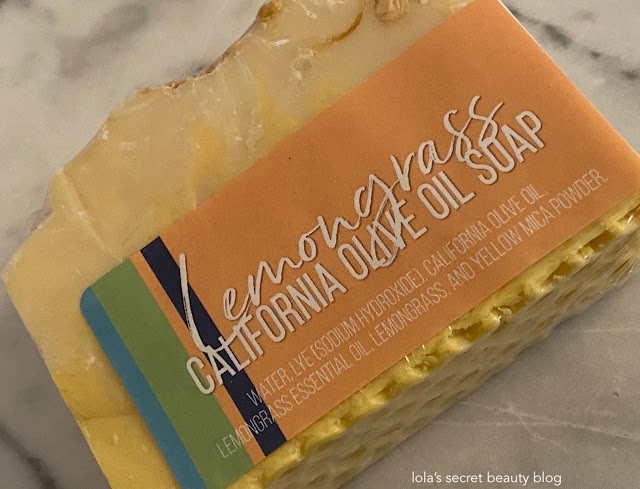 Lemongrass
CALIFORNIA OLIVE OIL SOAP
WATER, LYE (SODIUM HYDROXIDE), CALIFORNIA OLIVE OIL,
LEMONGRASS ESSENTIAL OIL, LEMONGRASS, AND YELLOW MICA POWDER
lola's secret beauty blog